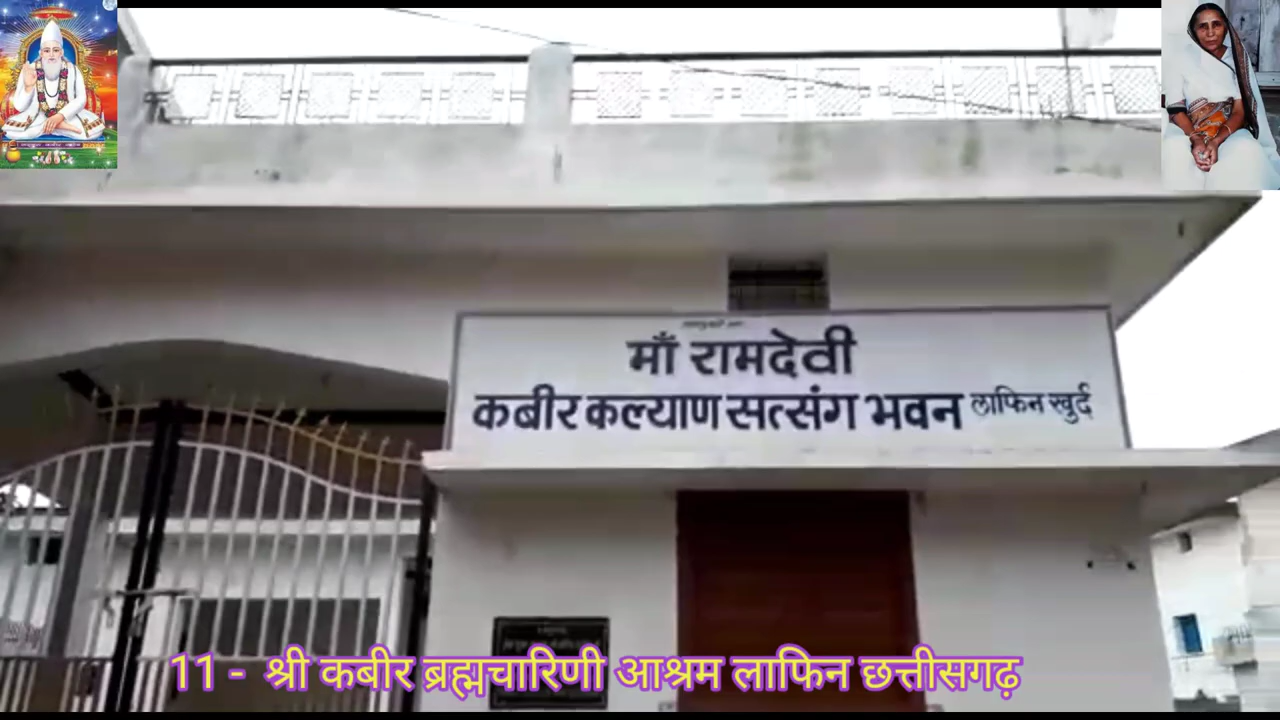 माँ रामदेवी
कबीर कल्याण सत्संग भवन लाफिन खुर्द
11 - श्री कबीर ब्रह्मचारिणी आश्रम लाफिन छत्तीसगढ़